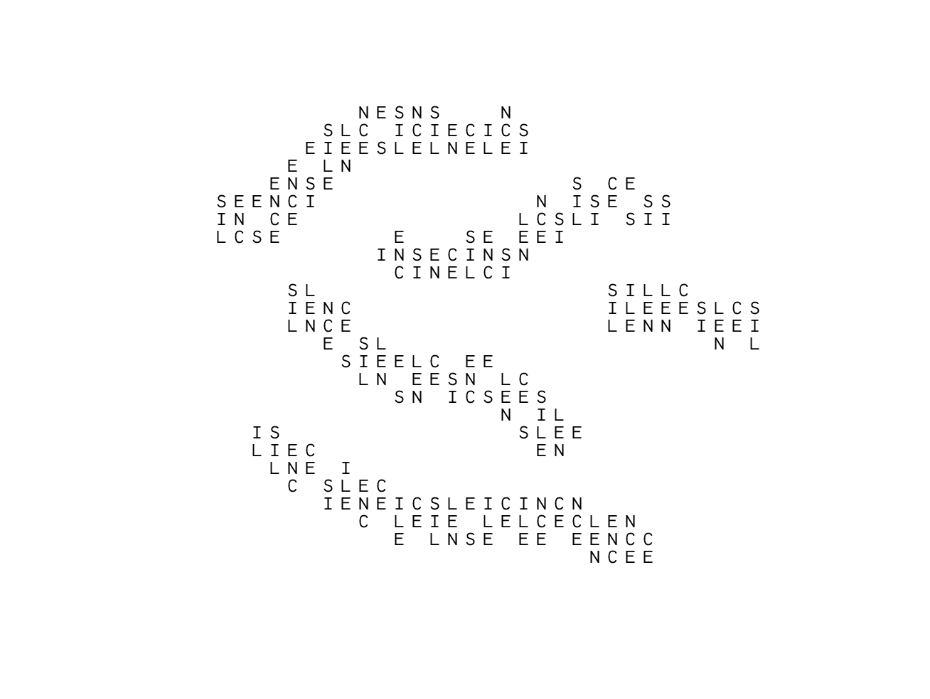 NESNS N
SLC ICIECICS
EIEESLELNELEI
E LN
ENSE S CE
SEENCI N ISE SS
IN CE LCSLI SII
LCSE E SE EEI
INSECINSN
CINELCI
SL SILLC
IENC ILEEESLCS
LNCE LENN IEEI
E SL N L
SIEELC EE
LN EESN LC
SN ICSEES
N IL
IS SLEE
LIEC EN
LNE I
C SLEC
IENEICSLEICINCN
C LEIE LELCECLEN
E LNSE EE EENCC
NCEE